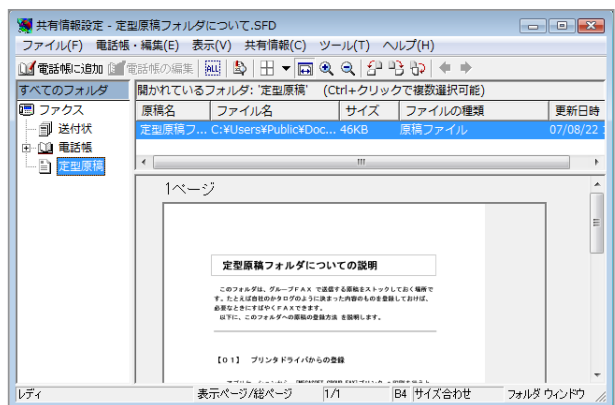 共有情報設定 - 定型原稿フォルダについて.SFD
ファイル(F) 電話帳・編集(E) 表示(V) 共有情報(C) ツール(T) ヘルプ(H)
電話帳に追加 電話帳の編集 ALL
すべてのフォルダ 開かれているフォルダ: '定型原稿' (Ctrl+クリックで複数選択可能)
原稿名 ファイル名 サイズ ファイルの種類 更新日時
定型原稿フ... C:¥Users¥Public¥Doc... 46KB 原稿ファイル 07/08/22
ファクス
送付状
電話帳
定型原稿
1ページ
定型原稿フォルダについての説明
このフォルダは、グループFAX で送信する原稿をストックしておく場所で
す。たとえば自社のカタログのように決まった内容のものを登録しておけば、
必要なときにすばやくFAXできます。
以下に、このフォルダへの原稿の登録方法 を説明します。
【01】 プリンタドライバからの登録
レディ 表示ページ/総ページ 1/1 B4 サイズ合わせ フォルダ ウィンドウ